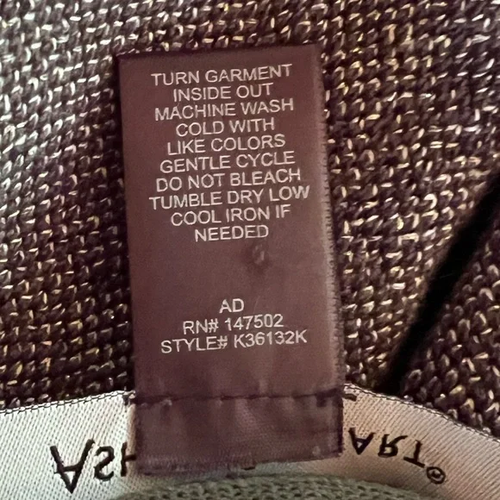 TURN GARMENT
INSIDE OUT
MACHINE WASH
COLD WITH
LIKE COLORS
GENTLE CYCLE
DO NOT BLEACH
TUMBLE DRY LOW
COOL IRON IF
NEEDED
AD
RN# 147502
STYLE# K36132K